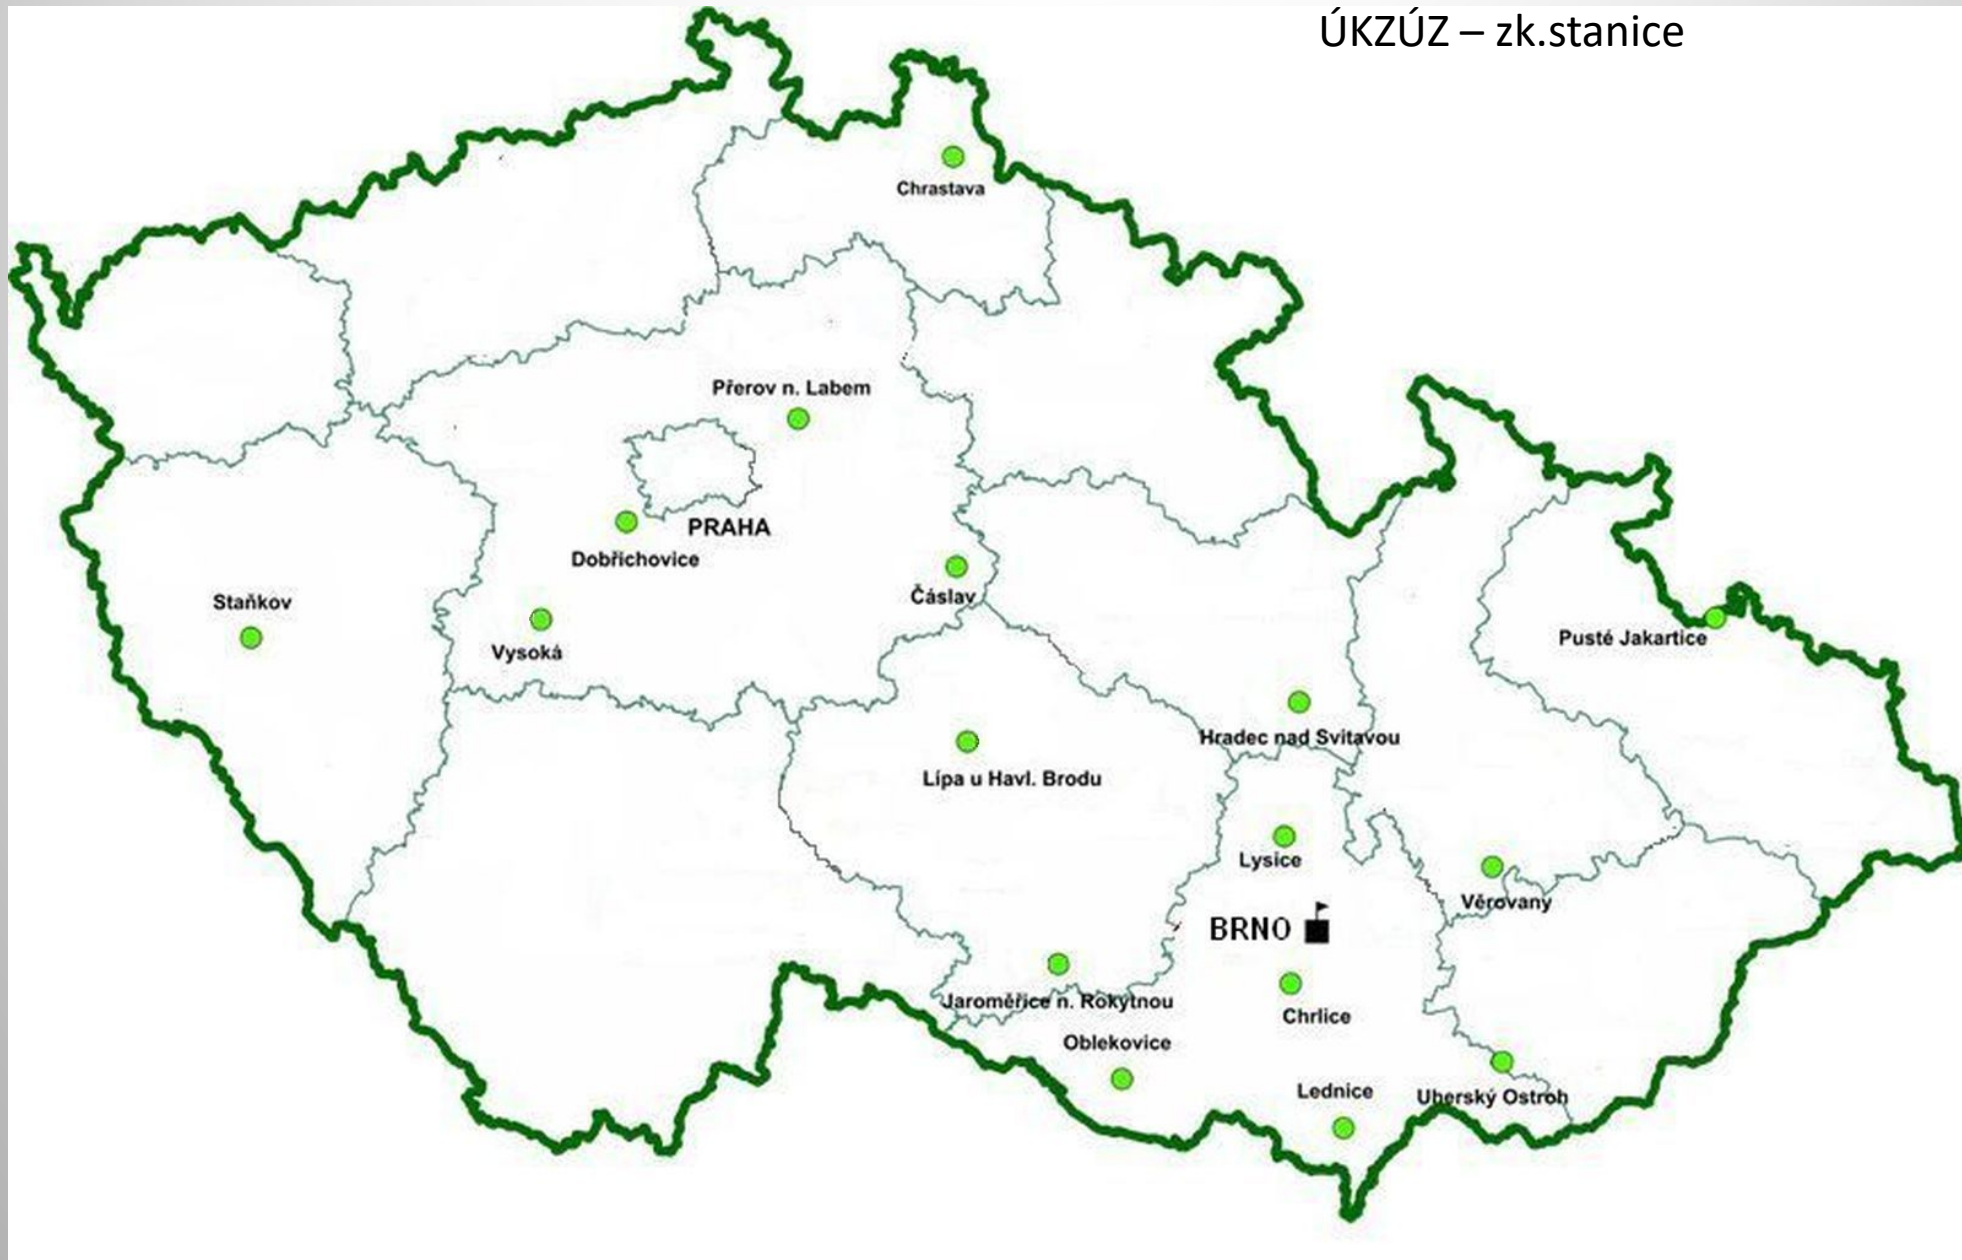 ÚKZÚZ – zk.stanice
Chrastava
Přerov n. Labem
PRAHA
Dobřichovice
Čáslav
Staňkov
Vysoká
Pusté Jakartice
Hradec nad Svitavou
Lípa u Havl. Brodu
Lysice
Věrovany
BRNO
Jaroměřice n. Rokytnou
Chrlice
Oblekovice
Lednice
Uherský Ostroh